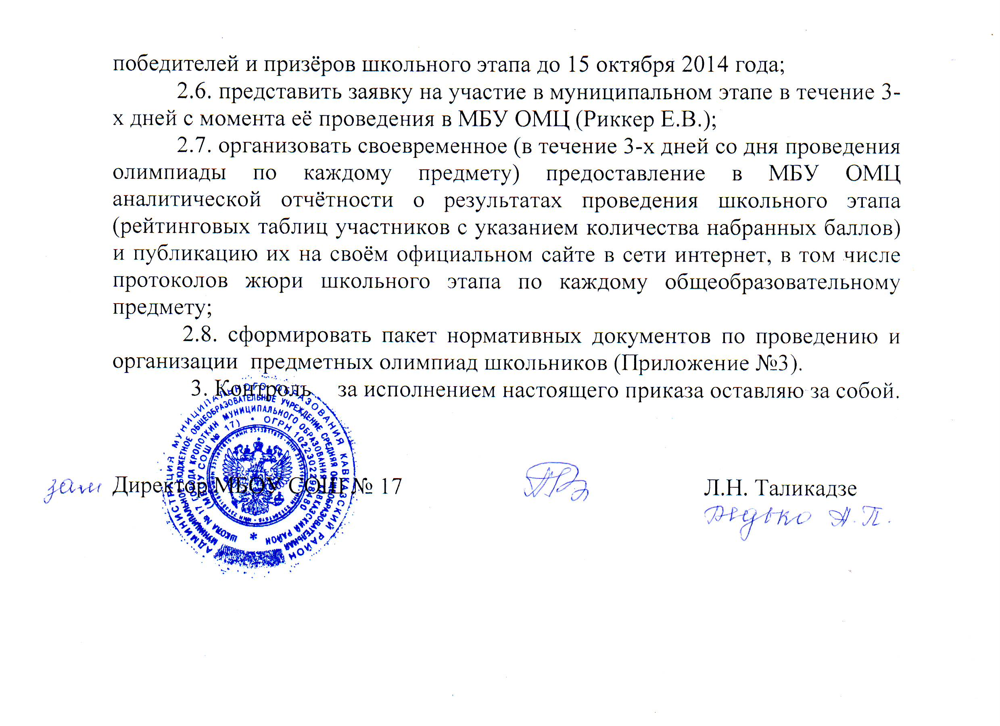 победителей и призёров школьного этапа до 15 октября 2014 года;
2.6. представить заявку на участие в муниципальном этапе в течение 3-
х дней с момента её проведения в МБУ ОМЦ (Риккер Е.В.);
2.7. организовать своевременное (в течение 3-х дней со дня проведения
олимпиады по каждому предмету) предоставление в МБУ ОМЦ
аналитической отчётности о результатах проведения школьного этапа
(рейтинговых таблиц участников с указанием количества набранных баллов)
и публикацию их на своём официальном сайте в сети интернет, в том числе
протоколов жюри школьного этапа по каждому общеобразовательному
предмету;
2.8. сформировать пакет нормативных документов по проведению и
организации предметных олимпиад школьников (Приложение №3).
3. Контроль за исполнением настоящего приказа оставляю за собой.
АДМИНИСТРАЦИЯ МУНИЦИПАЛЬНОГО ОБРАЗОВАНИЯ КАВКАЗСКИЙ РАЙОН
МУНИЦИПАЛЬНОЕ БЮДЖЕТНОЕ ОБЩЕОБРАЗОВАТЕЛЬНОЕ УЧРЕЖДЕНИЕ СРЕДНЯЯ ОБЩЕОБРАЗОВАТЕЛЬНАЯ
ШКОЛА № 17 ГОРОДА КРОПОТКИН МУНИЦИПАЛЬНОГО ОБРАЗОВАНИЯ КАВКАЗСКИЙ РАЙОН
(МБОУ СОШ № 17) * ОГРН 1022302298480
зам Директор МБОУ СОШ № 17 Л.Н. Таликадзе
Дедько А.П.